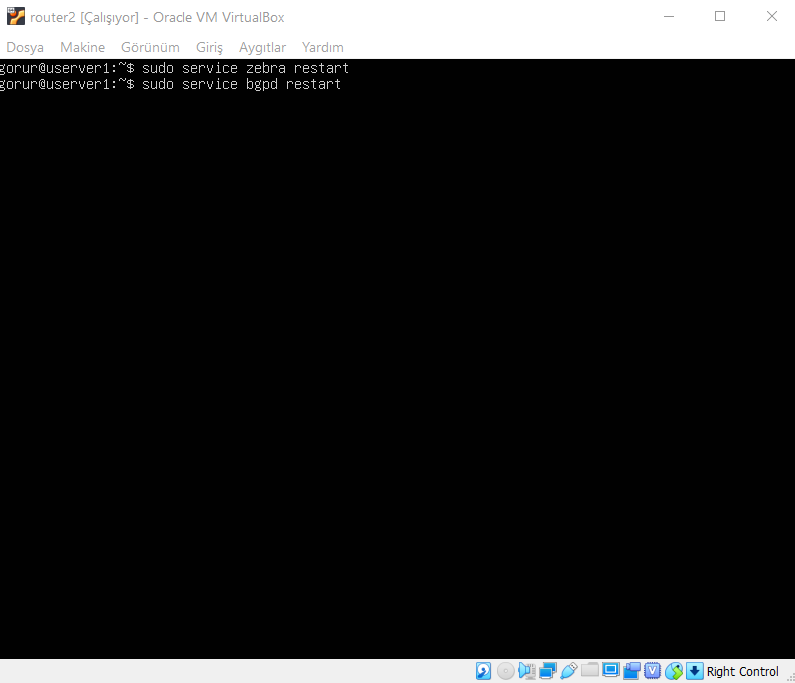 router2 [Çalışıyor] - Oracle VM VirtualBox
Dosya Makine Görünüm Giriş Aygıtlar Yardım
gorur@userver1:~$ sudo service zebra restart
gorur@userver1:~$ sudo service bgpd restart
Right Control